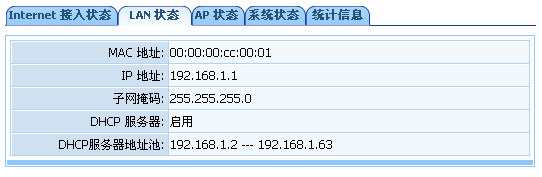 Internet 接入状态 LAN 状态 AP 状态 系统状态 统计信息
MAC 地址: 00:00:00:cc:00:01
IP 地址: 192.168.1.1
子网掩码: 255.255.255.0
DHCP 服务器: 启用
DHCP服务器地址池: 192.168.1.2 --- 192.168.1.63